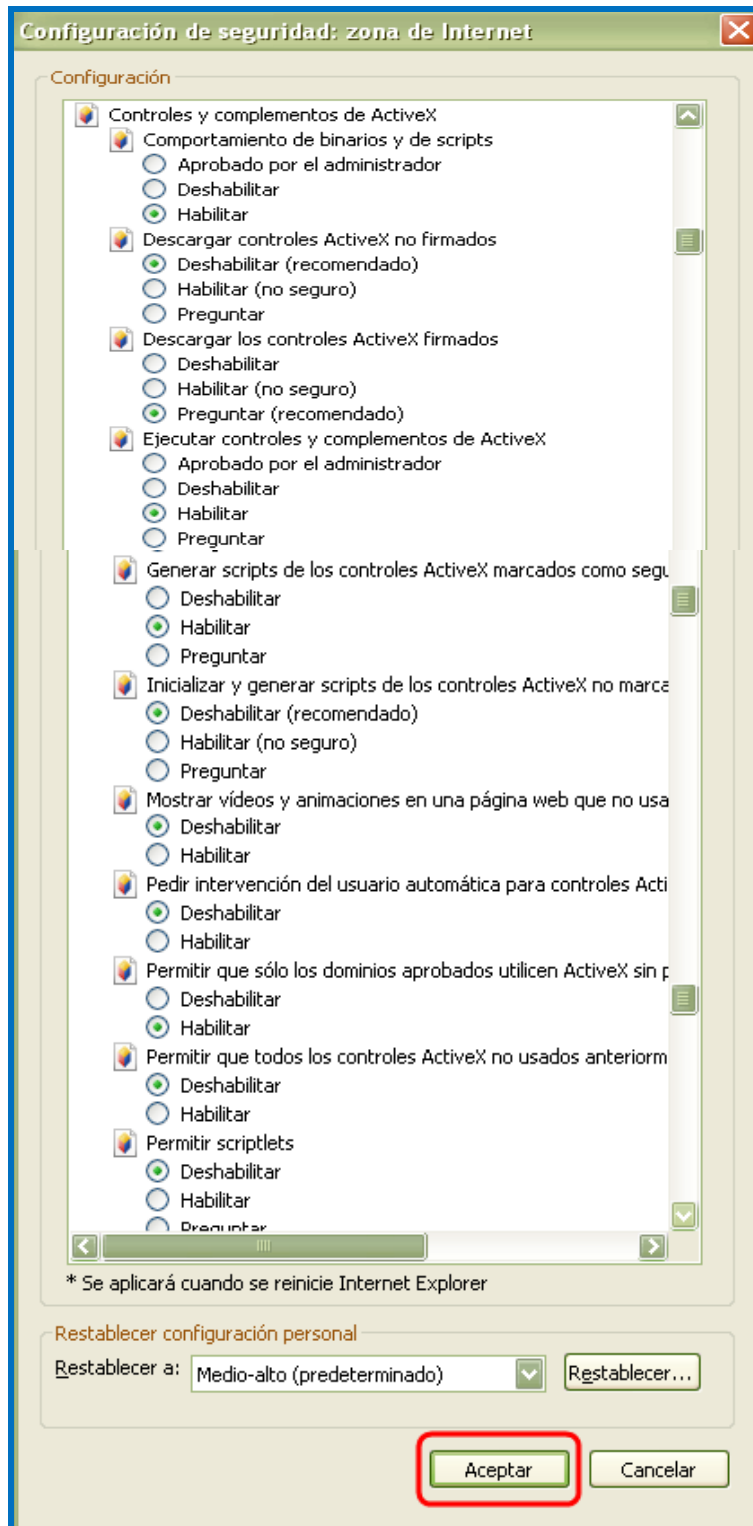 Configuración de seguridad: zona de Internet
Configuración
Controles y complementos de ActiveX
Comportamiento de binarios y de scripts
Aprobado por el administrador
Deshabilitar
Habilitar
Descargar controles ActiveX no firmados
Deshabilitar (recomendado)
Habilitar (no seguro)
Preguntar
Descargar los controles ActiveX firmados
Deshabilitar
Habilitar (no seguro)
Preguntar (recomendado)
Ejecutar controles y complementos de ActiveX
Aprobado por el administrador
Deshabilitar
Habilitar
Preguntar
Generar scripts de los controles ActiveX marcados como segu
Deshabilitar
Habilitar
Preguntar
Inicializar y generar scripts de los controles ActiveX no marca
Deshabilitar (recomendado)
Habilitar (no seguro)
Preguntar
Mostrar vídeos y animaciones en una página web que no usa
Deshabilitar
Habilitar
Pedir intervención del usuario automática para controles Acti
Deshabilitar
Habilitar
Permitir que sólo los dominios aprobados utilicen ActiveX sin p
Deshabilitar
Habilitar
Permitir que todos los controles ActiveX no usados anteriorm
Deshabilitar
Habilitar
Permitir scriptlets
Deshabilitar
Habilitar
Preguntar
* Se aplicará cuando se reinicie Internet Explorer
Restablecer configuración personal
Restablecer a: Medio-alto (predeterminado) Restablecer...
Aceptar Cancelar